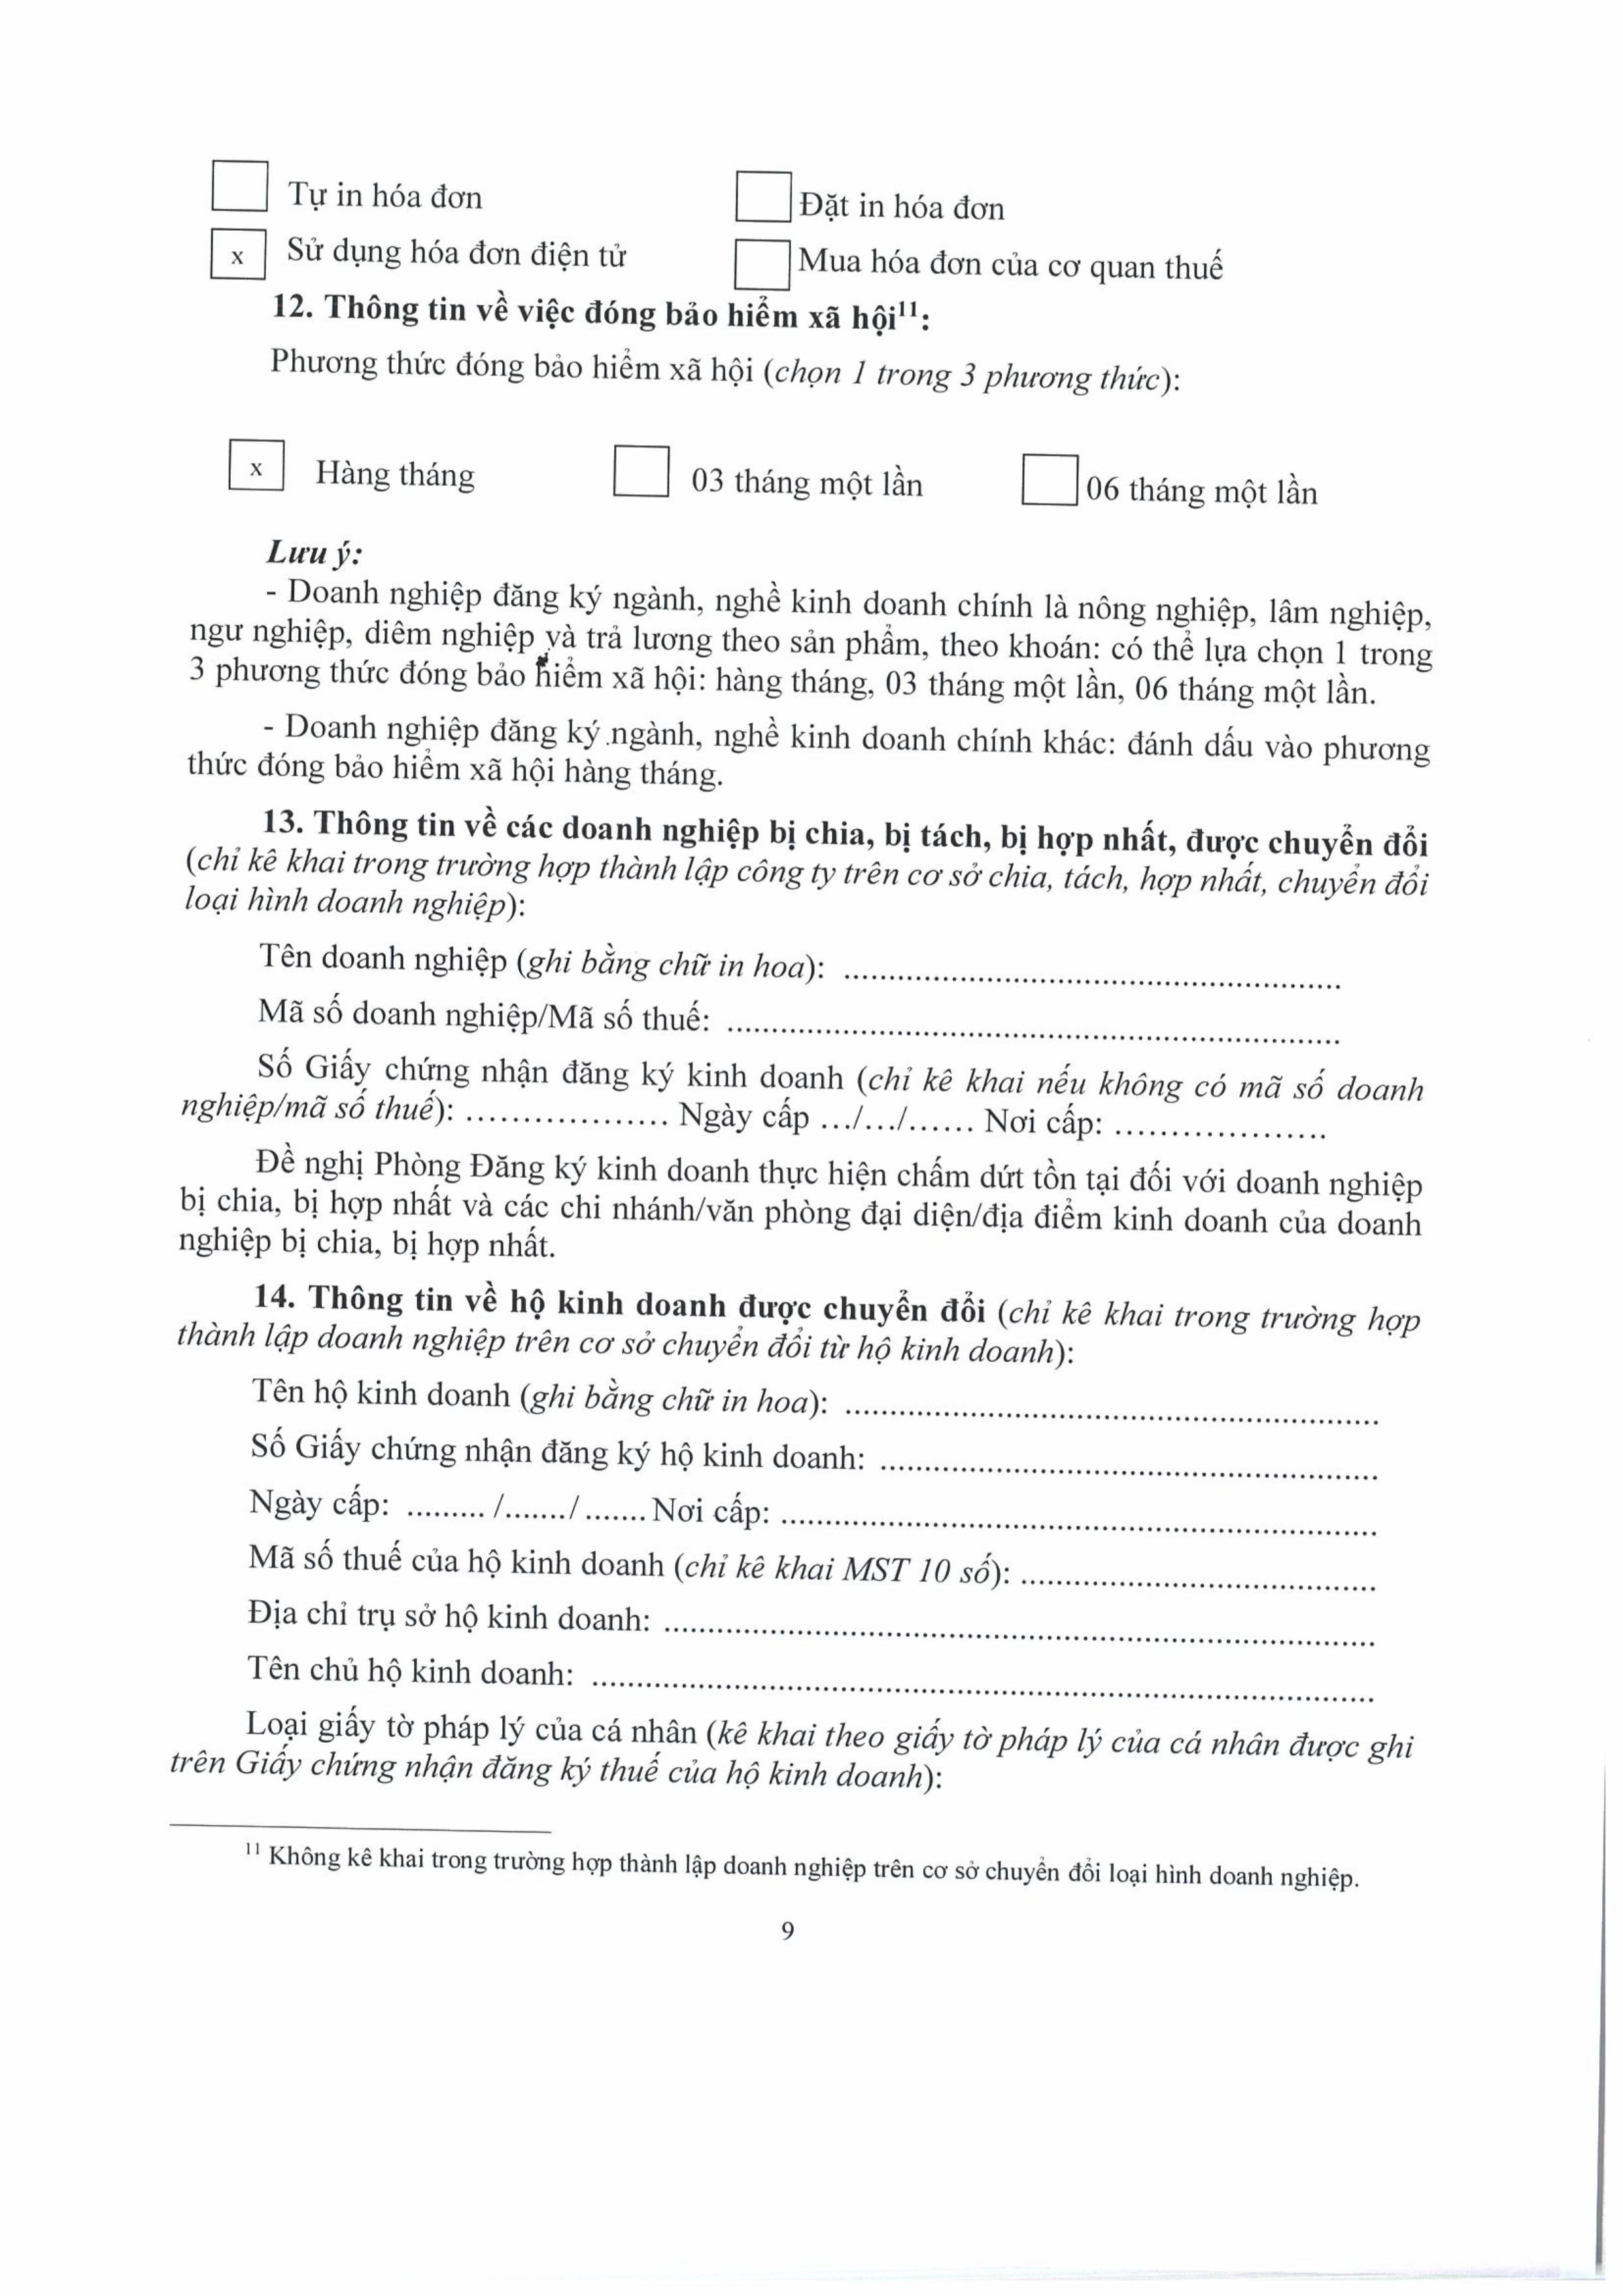 Tự in hóa đơn
Đặt in hóa đơn
x Sử dụng hóa đơn điện tử
Mua hóa đơn của cơ quan thuế
12. Thông tin về việc đóng bảo hiểm xã hội11:
Phương thức đóng bảo hiểm xã hội (chọn 1 trong 3 phương thức):
x Hàng tháng
03 tháng một lần
06 tháng một lần
Lưu ý:
- Doanh nghiệp đăng ký ngành, nghề kinh doanh chính là nông nghiệp, lâm nghiệp,
ngư nghiệp, diêm nghiệp và trả lương theo sản phẩm, theo khoán: có thể lựa chọn 1 trong
3 phương thức đóng bảo hiểm xã hội: hàng tháng, 03 tháng một lần, 06 tháng một lần.
- Doanh nghiệp đăng ký ngành, nghề kinh doanh chính khác: đánh dấu vào phương
thức đóng bảo hiểm xã hội hàng tháng.
13. Thông tin về các doanh nghiệp bị chia, bị tách, bị hợp nhất, được chuyển đổi
(chỉ kê khai trong trường hợp thành lập công ty trên cơ sở chia, tách, hợp nhất, chuyển đổi
loại hình doanh nghiệp):
Tên doanh nghiệp (ghi bằng chữ in hoa): ........................................................
Mã số doanh nghiệp/Mã số thuế: .....................................................................
Số Giấy chứng nhận đăng ký kinh doanh (chỉ kê khai nếu không có mã số doanh
nghiệp/mã số thuế): ................... Ngày cấp .../.../...... Nơi cấp: ....................
Đề nghị Phòng Đăng ký kinh doanh thực hiện chấm dứt tồn tại đối với doanh nghiệp
bị chia, bị hợp nhất và các chi nhánh/văn phòng đại diện/địa điểm kinh doanh của doanh
nghiệp bị chia, bị hợp nhất.
14. Thông tin về hộ kinh doanh được chuyển đổi (chỉ kê khai trong trường hợp
thành lập doanh nghiệp trên cơ sở chuyển đổi từ hộ kinh doanh):
Tên hộ kinh doanh (ghi bằng chữ in hoa): ............................................................
Số Giấy chứng nhận đăng ký hộ kinh doanh: ........................................................
Ngày cấp: ......... /......./ ....... Nơi cấp: ...................................................................
Mã số thuế của hộ kinh doanh (chỉ kê khai MST 10 số): ........................................
Địa chỉ trụ sở hộ kinh doanh: ................................................................................
Tên chủ hộ kinh doanh: ........................................................................................
Loại giấy tờ pháp lý của cá nhân (kê khai theo giấy tờ pháp lý của cá nhân được ghi
trên Giấy chứng nhận đăng ký thuế của hộ kinh doanh):
11 Không kê khai trong trường hợp thành lập doanh nghiệp trên cơ sở chuyển đổi loại hình doanh nghiệp.
9